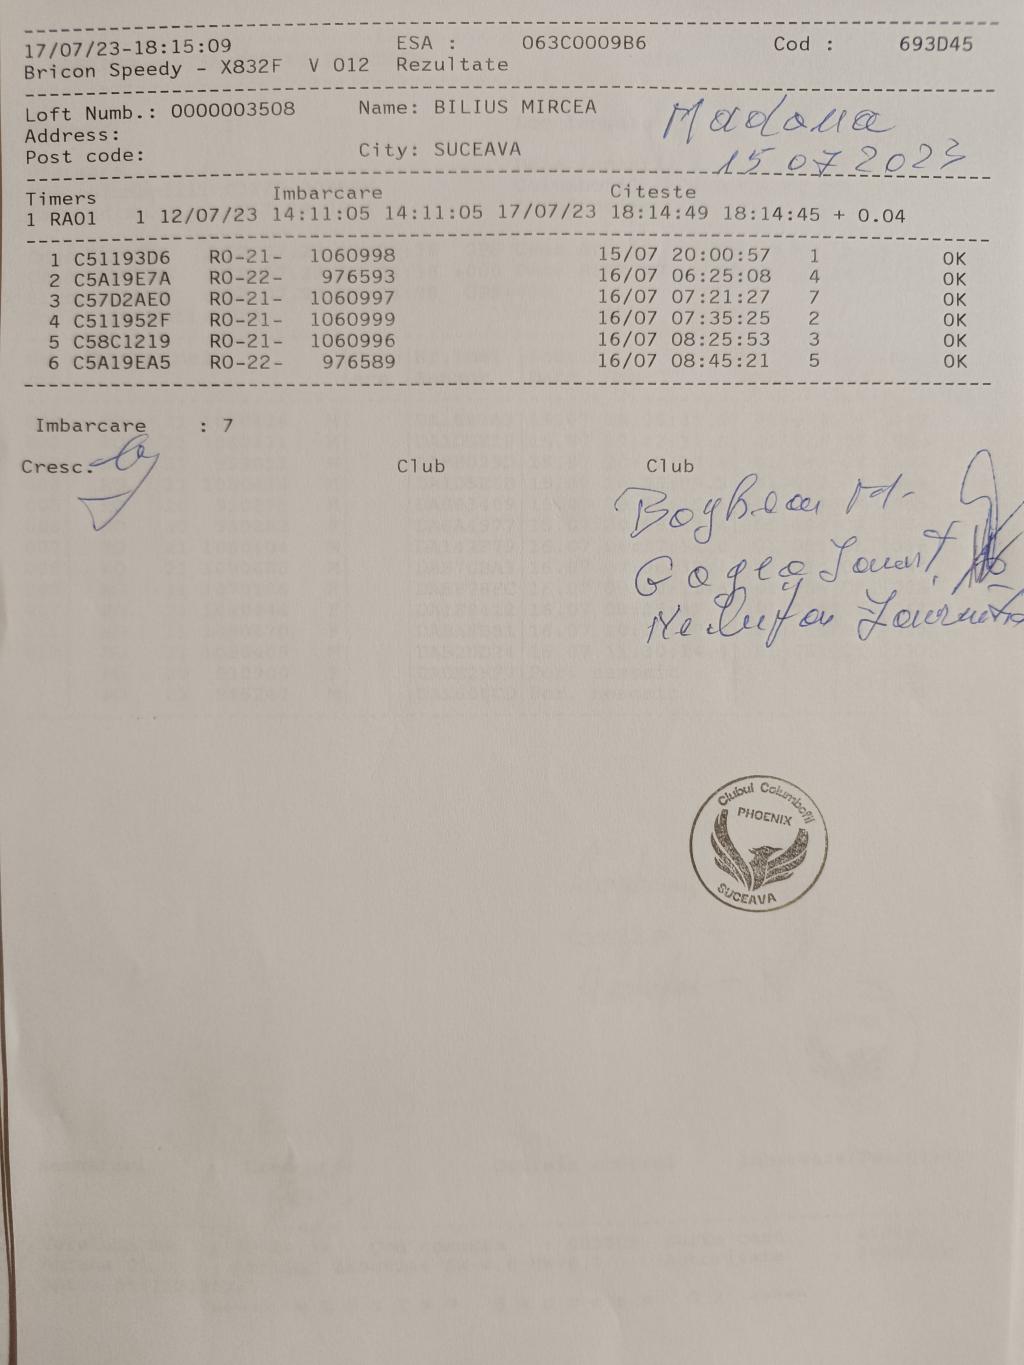 17/07/23-18:15:09 ESA : 063C0009B6 Cod : 693D45
Bricon Speedy - X832F V 012 Rezultate
Loft Numb.: 0000003508 Name: BILIUS MIRCEA
Madona
Address:
Post code: City: SUCEAVA
15 07 2023
Timers Imbarcare Citeste
1 RA01 1 12/07/23 14:11:05 14:11:05 17/07/23 18:14:49 18:14:45 + 0.04
1 C51193D6 RO-21- 1060998 15/07 20:00:57 1 OK
2 C5A19E7A RO-22- 976593 16/07 06:25:08 4 OK
3 C57D2AE0 RO-21- 1060997 16/07 07:21:27 7 OK
4 C511952F RO-21- 1060999 16/07 07:35:25 2 OK
5 C58C1219 RO-21- 1060996 16/07 08:25:53 3 OK
6 C5A19EA5 RO-22- 976589 16/07 08:45:21 5 OK
Imbarcare : 7
Cresc. Club Club
Boghean M.
Clubul Columbofil
PHOENIX
SUCEAVA